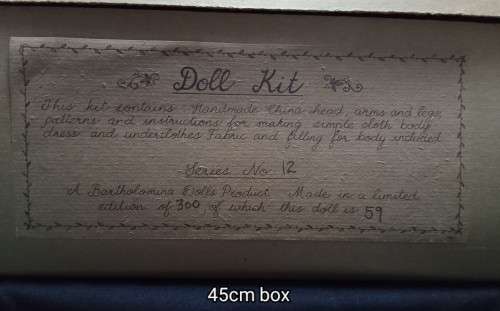 Doll Kit
This kit contains Handmade China head, arms and legs,
patterns and instructions for making simple cloth body
dress and underclothes Fabric and filling for body included
Series No 12
A Bartholomina Dolls Product Made in a limited
edition of 300, of which this doll is 59
45cm box